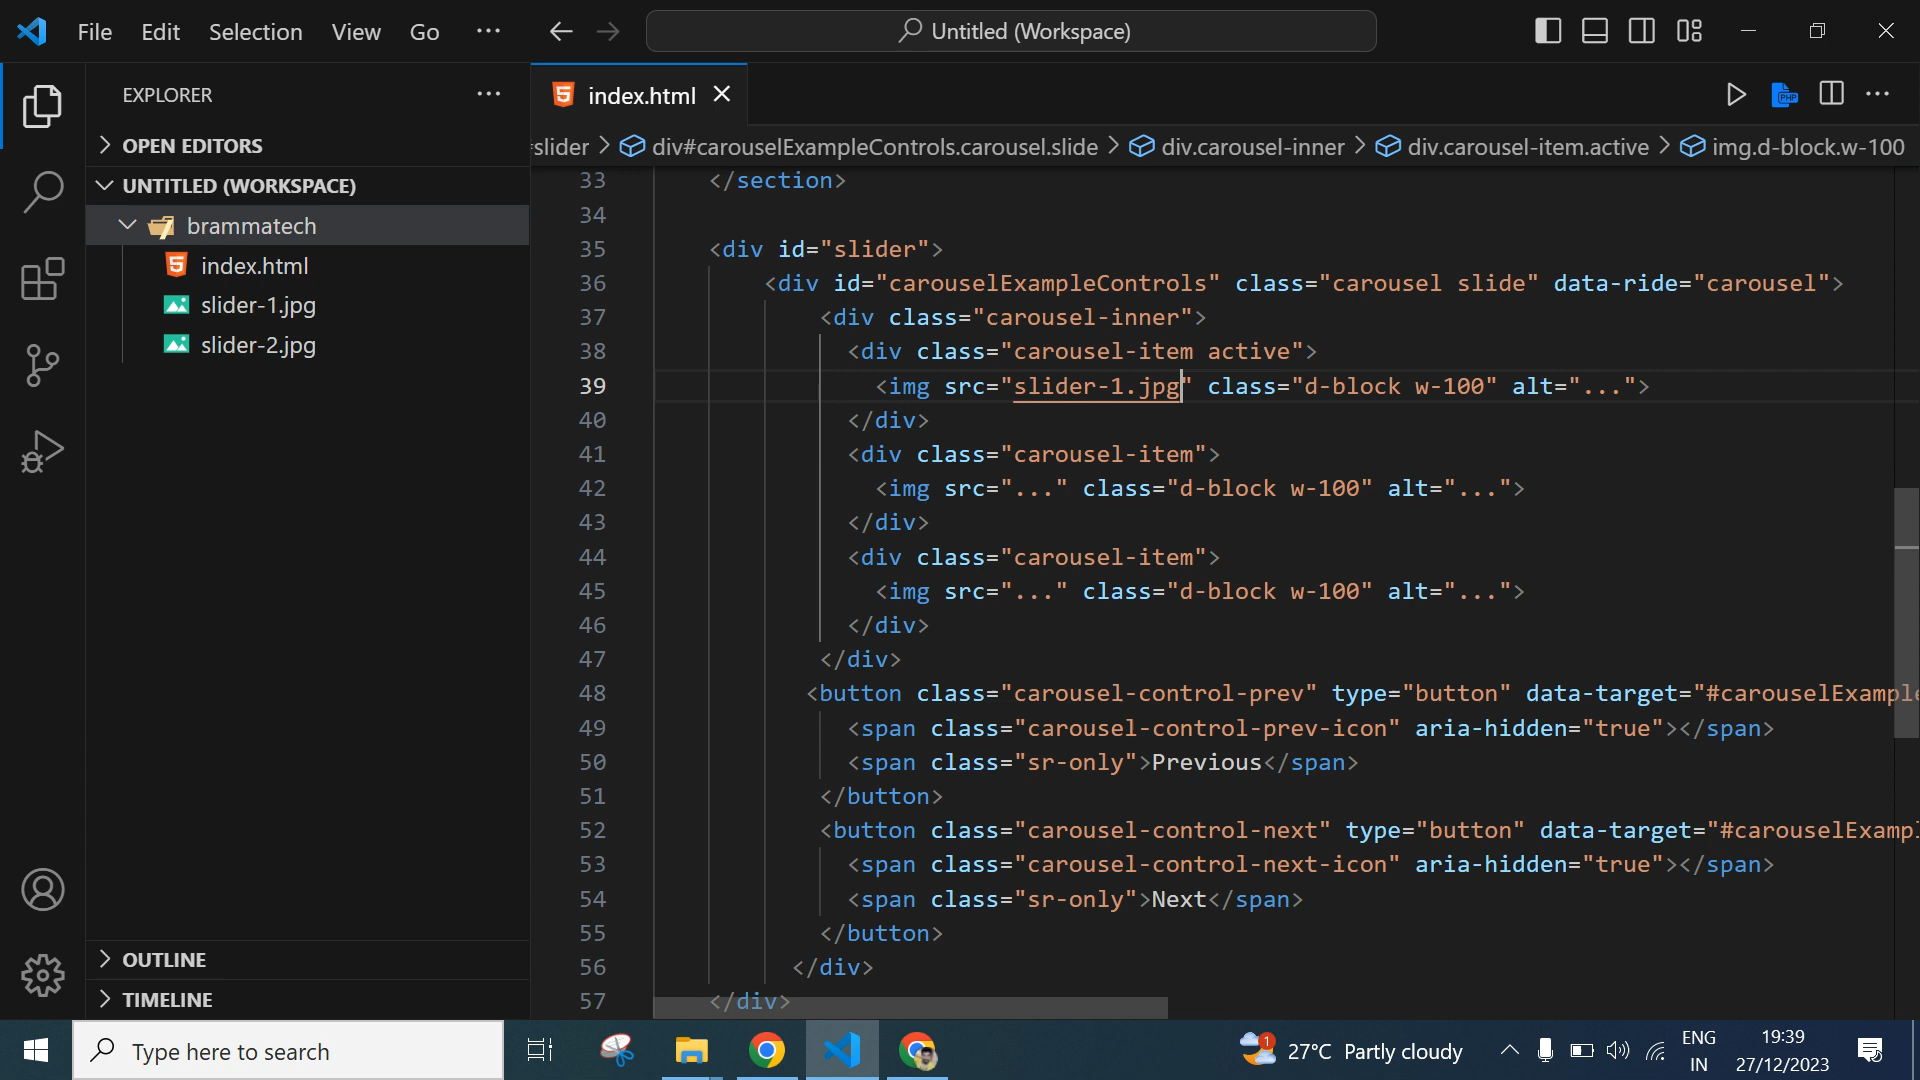 File Edit Selection View Go ···
Untitled (Workspace)
EXPLORER
index.html
OPEN EDITORS
UNTITLED (WORKSPACE)
brammatech
index.html
slider-1.jpg
slider-2.jpg
OUTLINE
TIMELINE
slider > div#carouselExampleControls.carousel.slide > div.carousel-inner > div.carousel-item.active > img.d-block.w-100
33 </section>
34
35 <div id="slider">
36 <div id="carouselExampleControls" class="carousel slide" data-ride="carousel">
37 <div class="carousel-inner">
38 <div class="carousel-item active">
39 <img src="slider-1.jpg" class="d-block w-100" alt="...">
40 </div>
41 <div class="carousel-item">
42 <img src="..." class="d-block w-100" alt="...">
43 </div>
44 <div class="carousel-item">
45 <img src="..." class="d-block w-100" alt="...">
46 </div>
47 </div>
48 <button class="carousel-control-prev" type="button" data-target="#carouselExample
49 <span class="carousel-control-prev-icon" aria-hidden="true"></span>
50 <span class="sr-only">Previous</span>
51 </button>
52 <button class="carousel-control-next" type="button" data-target="#carouselExampl
53 <span class="carousel-control-next-icon" aria-hidden="true"></span>
54 <span class="sr-only">Next</span>
55 </button>
56 </div>
57 </div>
Type here to search
1
27°C Partly cloudy
ENG
IN
19:39
27/12/2023